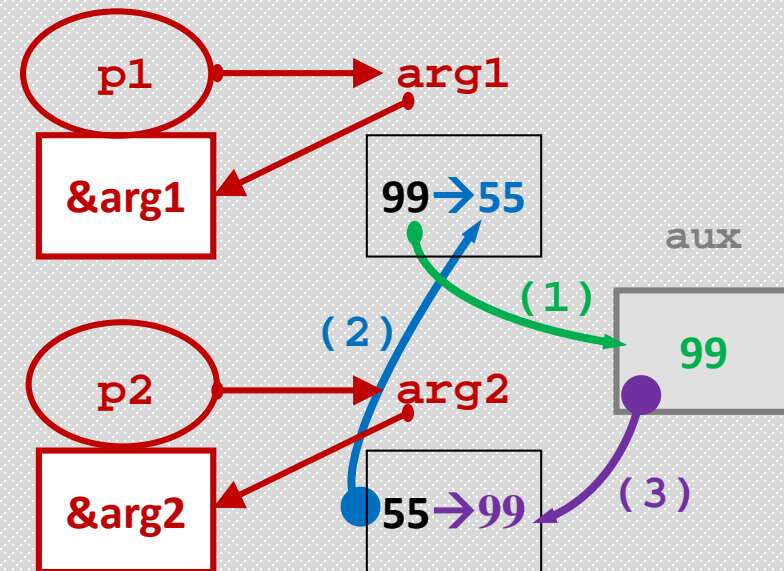 p1
arg1
&arg1
99→55
aux
(1)
(2)
99
p2
arg2
&arg2
55→99
(3)